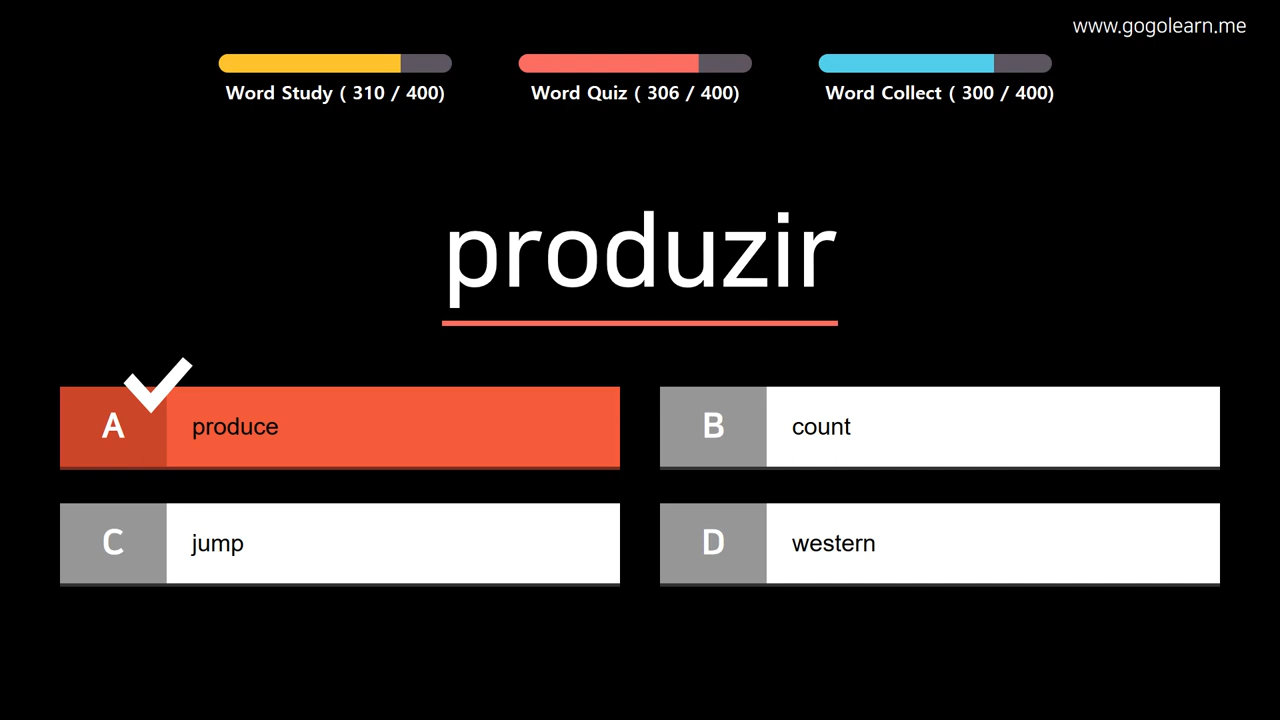 www.gogolearn.me
Word Study ( 310 / 400) Word Quiz ( 306 / 400) Word Collect ( 300 / 400)
produzir
A produce
B count
C jump
D western